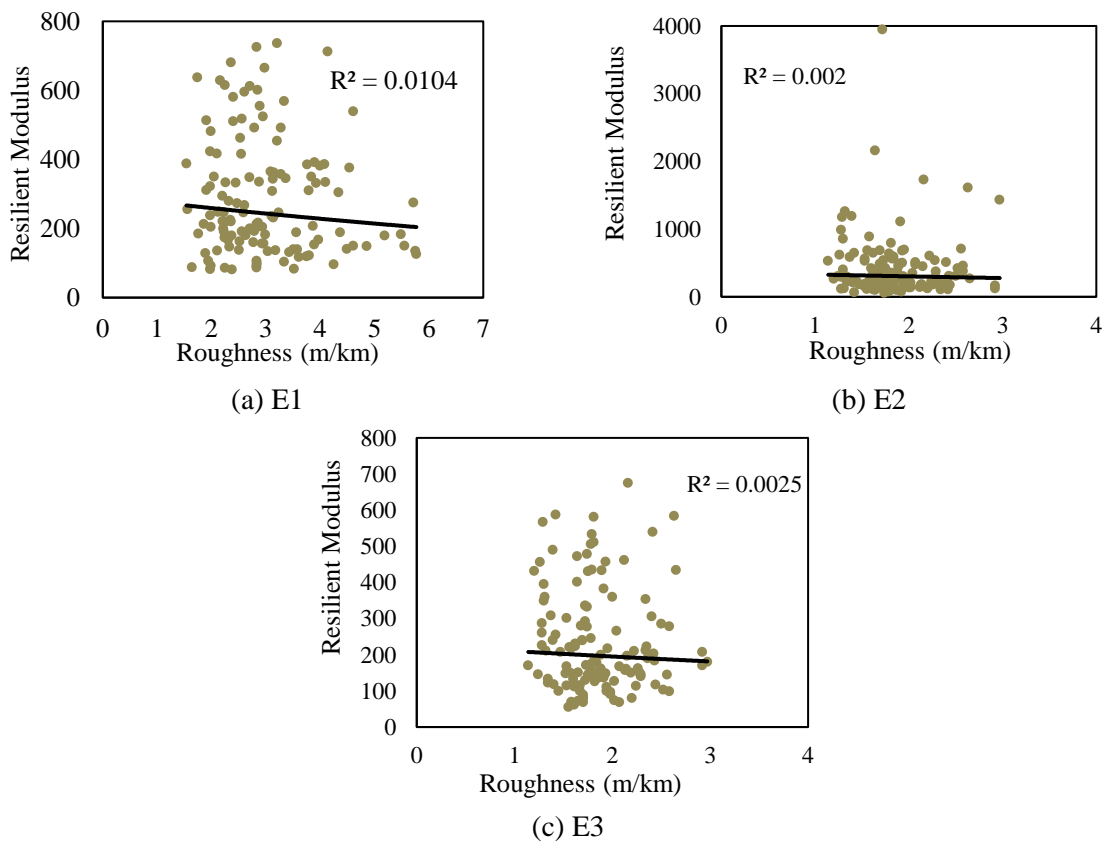 800
600
400
200
0
Resilient Modulus
R² = 0.0104
0 1 2 3 4 5 6 7
Roughness (m/km)
(a) E1
4000
3000
2000
1000
0
Resilient Modulus
R² = 0.002
0 1 2 3 4
Roughness (m/km)
(b) E2
800
700
600
500
400
300
200
100
0
Resilient Modulus
R² = 0.0025
0 1 2 3 4
Roughness (m/km)
(c) E3